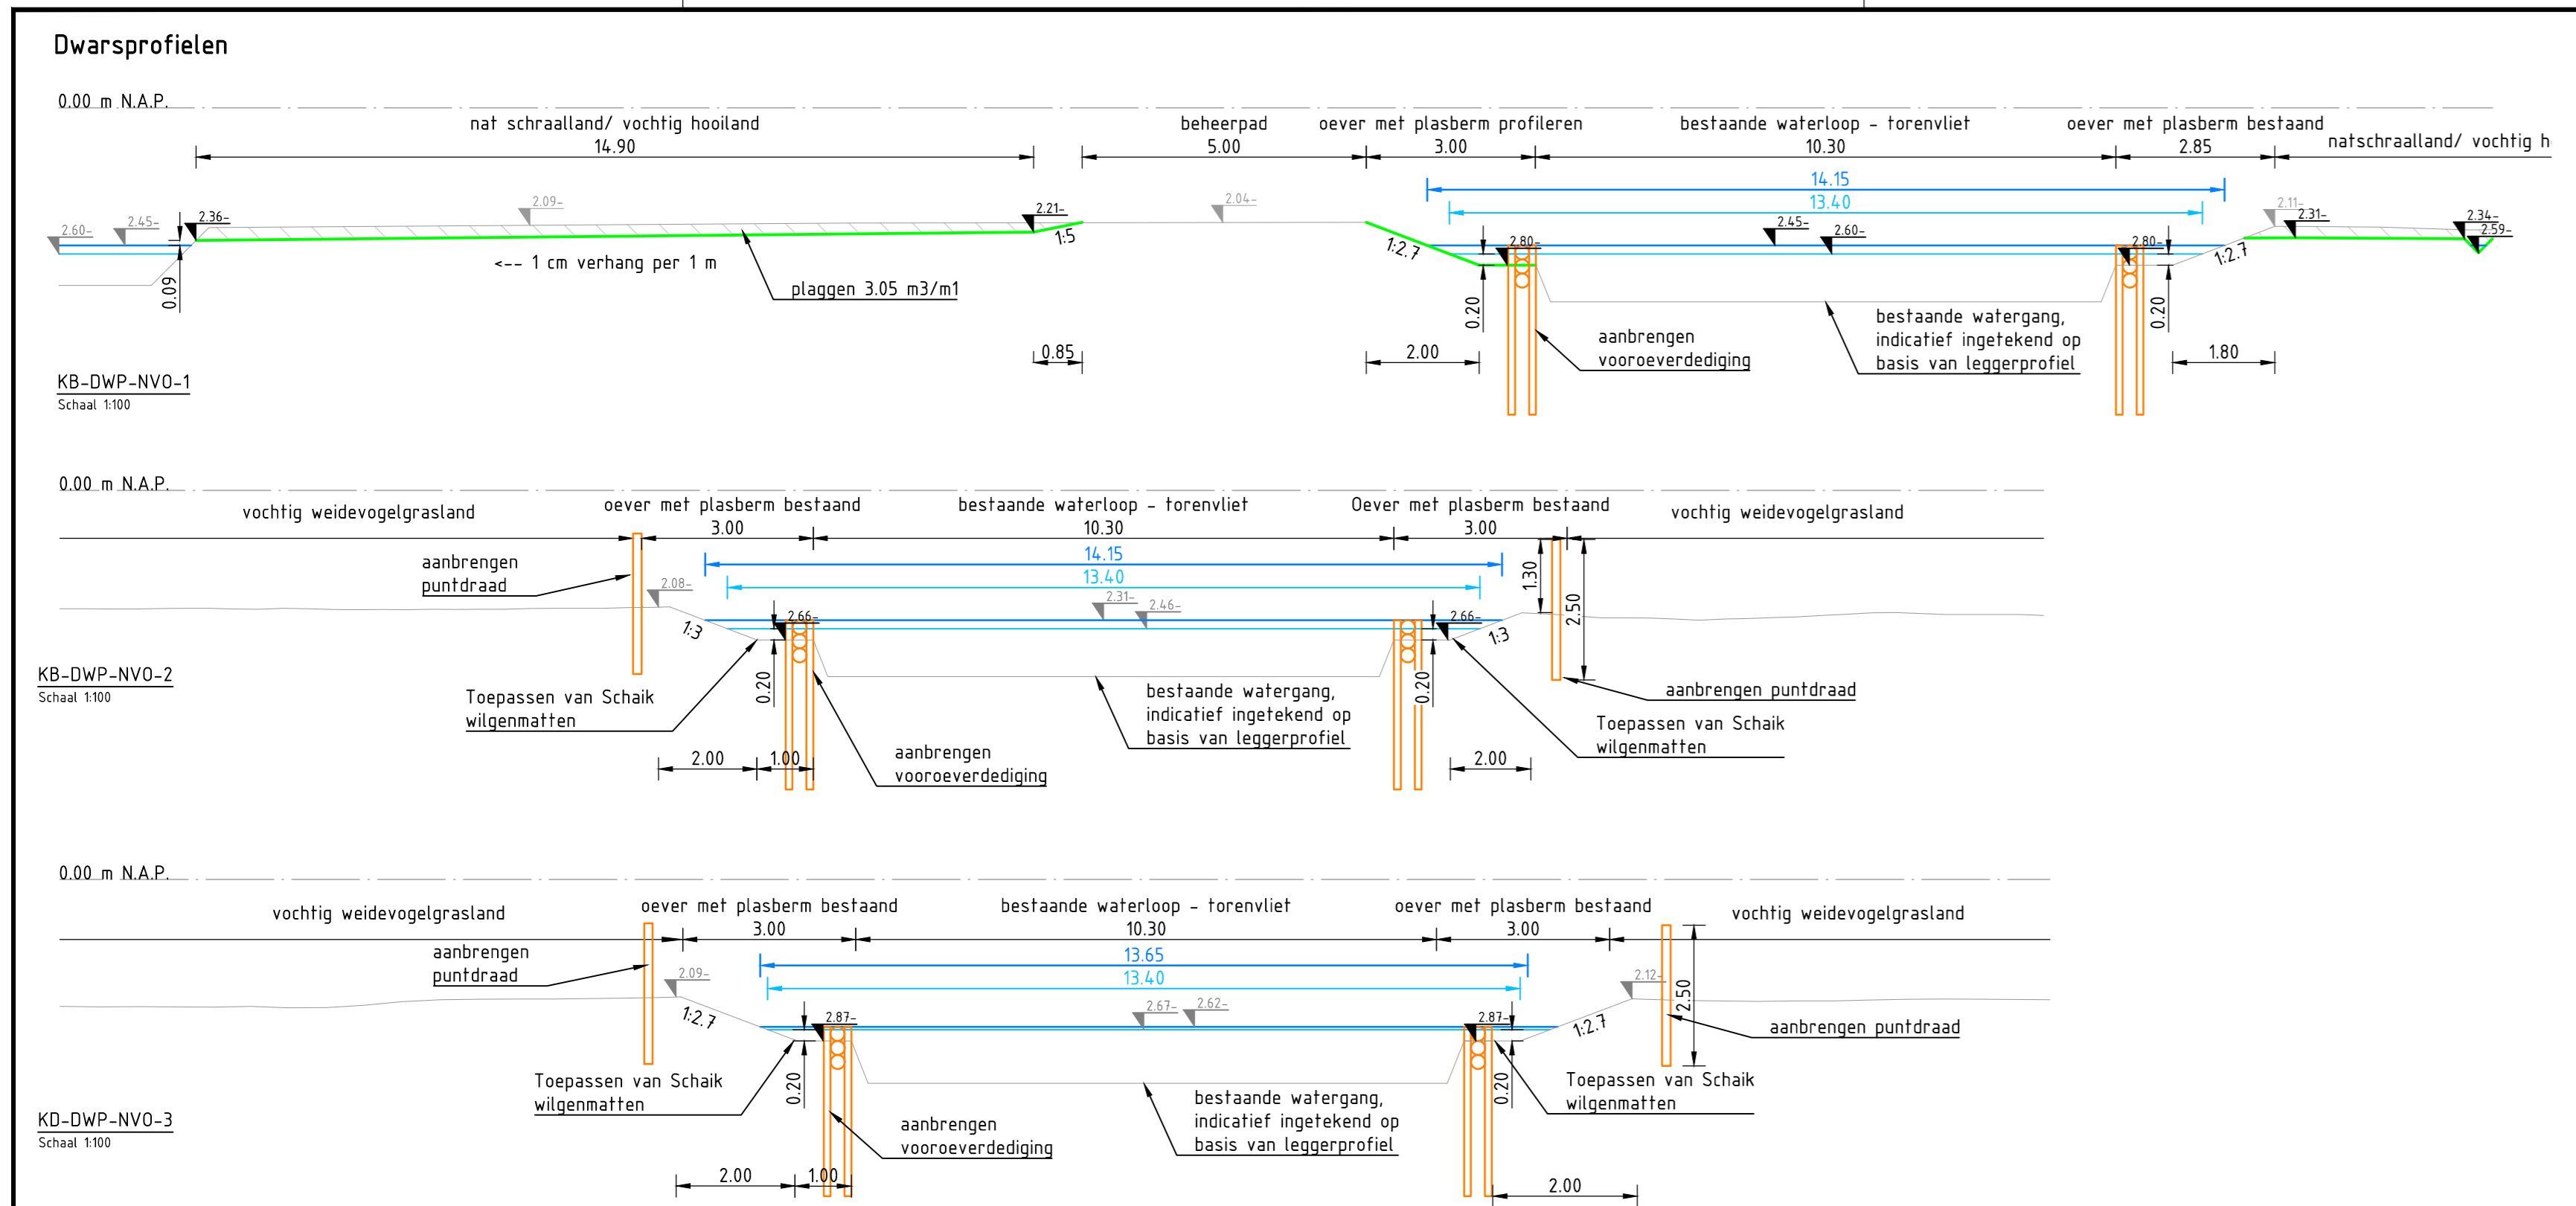 Dwarsprofielen
0.00 m N.A.P.
nat schraalland/ vochtig hooiland
beheerpad
oever met plasberm profileren
bestaande waterloop - torenvliet
oever met plasberm bestaand
14.90
5.00
3.00
10.30
2.85
natschraalland/ vochtig h
14.15
13.40
2.60-
2.45-
2.36-
2.09-
2.21-
2.04-
2.11-
2.31-
2.34-
2.59-
1:5
1:2.7
2.80-
2.45-
2.60-
2.80-
1:2.7
0.09
<-- 1 cm verhang per 1 m
plaggen 3.05 m3/m1
0.20
0.20
aanbrengen
vooroeverdediging
bestaande watergang,
indicatief ingetekend op
basis van leggerprofiel
0.85
2.00
1.80
KB-DWP-NVO-1
Schaal 1:100
0.00 m N.A.P.
vochtig weidevogelgrasland
oever met plasberm bestaand
bestaande waterloop - torenvliet
Oever met plasberm bestaand
vochtig weidevogelgrasland
3.00
10.30
3.00
14.15
13.40
aanbrengen
puntdraad
1.30
2.50
2.08-
2.66-
2.31-
2.46-
2.66-
1:3
1:3
0.20
0.20
KB-DWP-NVO-2
Schaal 1:100
Toepassen van Schaik
wilgenmatten
bestaande watergang,
indicatief ingetekend op
basis van leggerprofiel
aanbrengen puntdraad
Toepassen van Schaik
wilgenmatten
aanbrengen
vooroeverdediging
2.00
1.00
2.00
0.00 m N.A.P.
vochtig weidevogelgrasland
oever met plasberm bestaand
bestaande waterloop - torenvliet
oever met plasberm bestaand
vochtig weidevogelgrasland
3.00
10.30
3.00
13.65
13.40
aanbrengen
puntdraad
2.09-
2.12-
2.50
1:2.7
2.87-
2.67-
2.62-
2.87-
1:2.7
aanbrengen puntdraad
0.20
0.20
Toepassen van Schaik
wilgenmatten
Toepassen van Schaik
wilgenmatten
bestaande watergang,
indicatief ingetekend op
basis van leggerprofiel
aanbrengen
vooroeverdediging
KD-DWP-NVO-3
Schaal 1:100
2.00
1.00
2.00